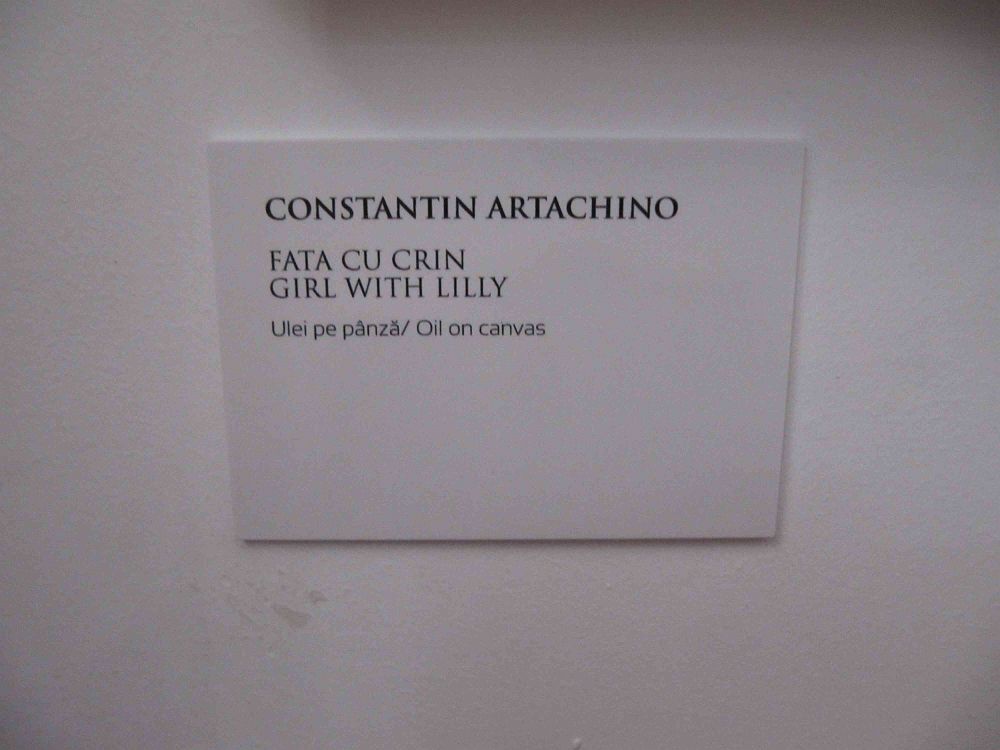 CONSTANTIN ARTACHINO
FATA CU CRIN
GIRL WITH LILLY
Ulei pe pânză/ Oil on canvas